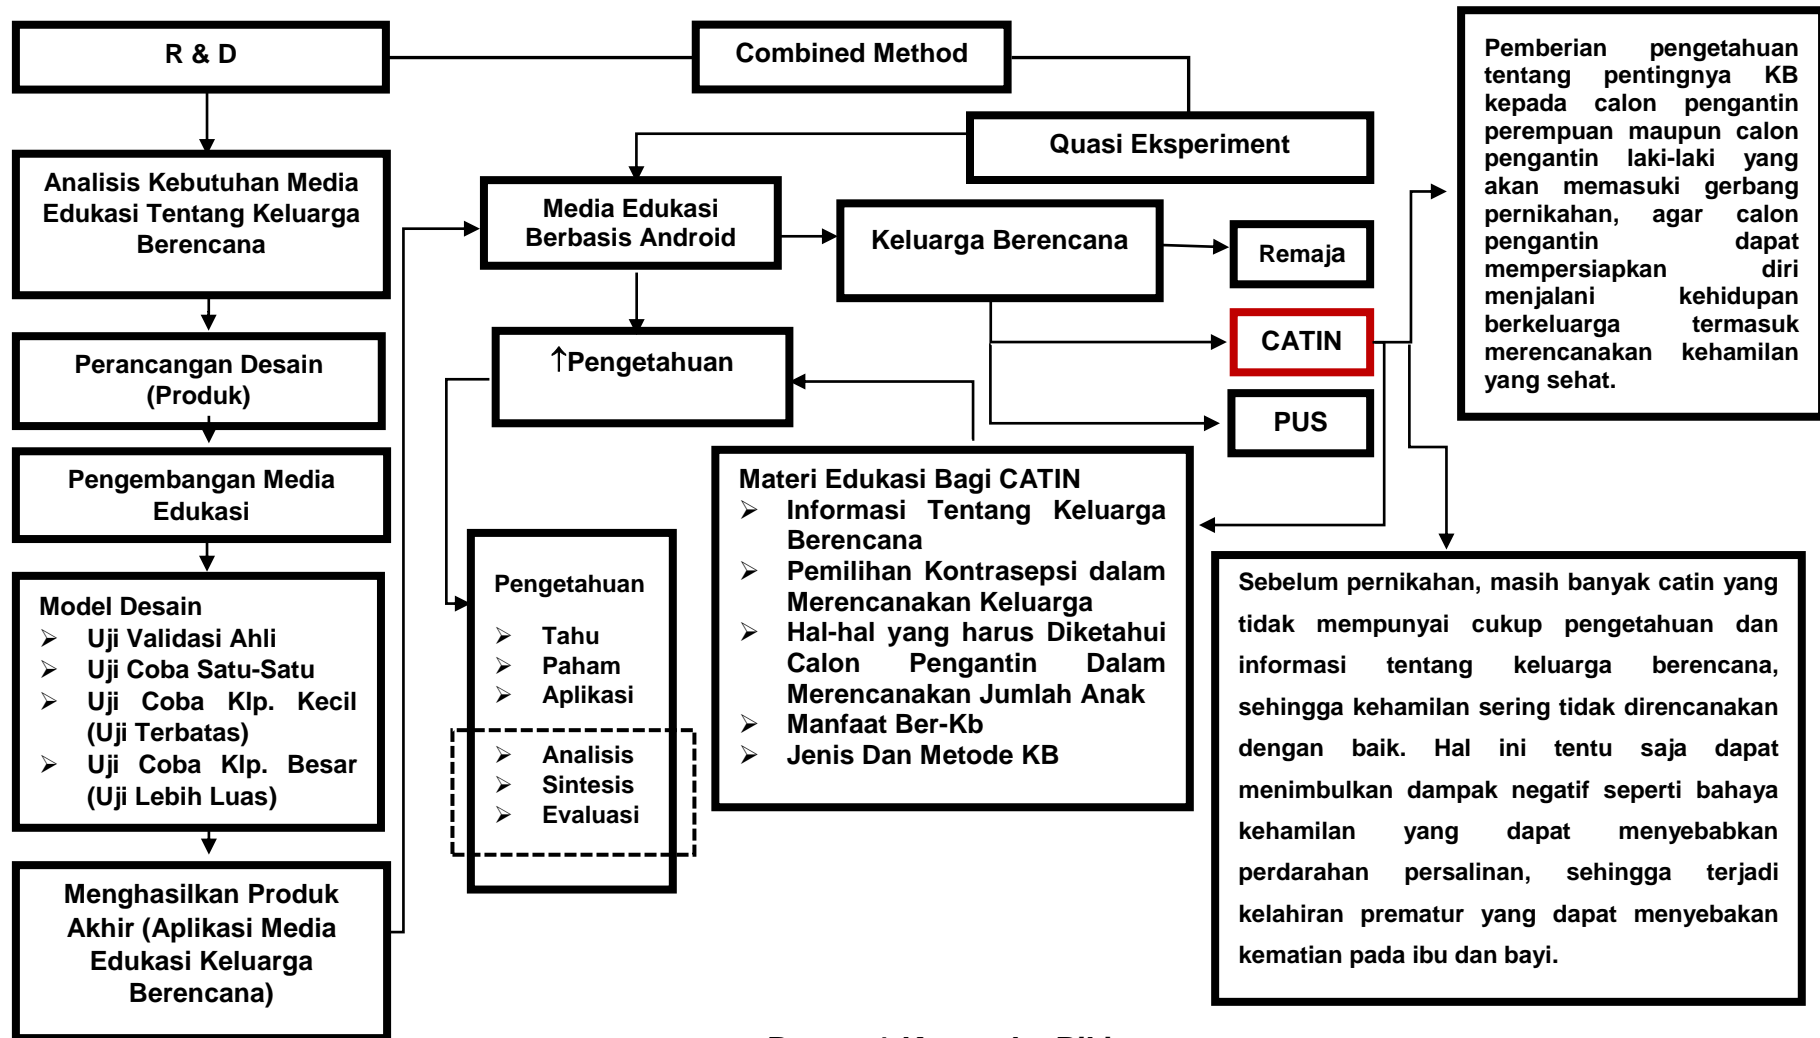 R & D
Combined Method
Quasi Eksperiment
Analisis Kebutuhan Media
Edukasi Tentang Keluarga
Berencana
Perancangan Desain
(Produk)
Pengembangan Media
Edukasi
Model Desain
➢ Uji Validasi Ahli
➢ Uji Coba Satu-Satu
➢ Uji Coba Klp. Kecil
(Uji Terbatas)
➢ Uji Coba Klp. Besar
(Uji Lebih Luas)
Menghasilkan Produk
Akhir (Aplikasi Media
Edukasi Keluarga
Berencana)
Media Edukasi
Berbasis Android
↑Pengetahuan
Pengetahuan
➢ Tahu
➢ Paham
➢ Aplikasi
➢ Analisis
➢ Sintesis
➢ Evaluasi
Keluarga Berencana
Remaja
CATIN
PUS
Materi Edukasi Bagi CATIN
➢ Informasi Tentang Keluarga
Berencana
➢ Pemilihan Kontrasepsi dalam
Merencanakan Keluarga
➢ Hal-hal yang harus Diketahui
Calon Pengantin Dalam
Merencanakan Jumlah Anak
➢ Manfaat Ber-Kb
➢ Jenis Dan Metode KB
Pemberian pengetahuan
tentang pentingnya KB
kepada calon pengantin
perempuan maupun calon
pengantin laki-laki yang
akan memasuki gerbang
pernikahan, agar calon
pengantin dapat
mempersiapkan diri
menjalani kehidupan
berkeluarga termasuk
merencanakan kehamilan
yang sehat.
Sebelum pernikahan, masih banyak catin yang
tidak mempunyai cukup pengetahuan dan
informasi tentang keluarga berencana,
sehingga kehamilan sering tidak direncanakan
dengan baik. Hal ini tentu saja dapat
menimbulkan dampak negatif seperti bahaya
kehamilan yang dapat menyebabkan
perdarahan persalinan, sehingga terjadi
kelahiran prematur yang dapat menyebakan
kematian pada ibu dan bayi.